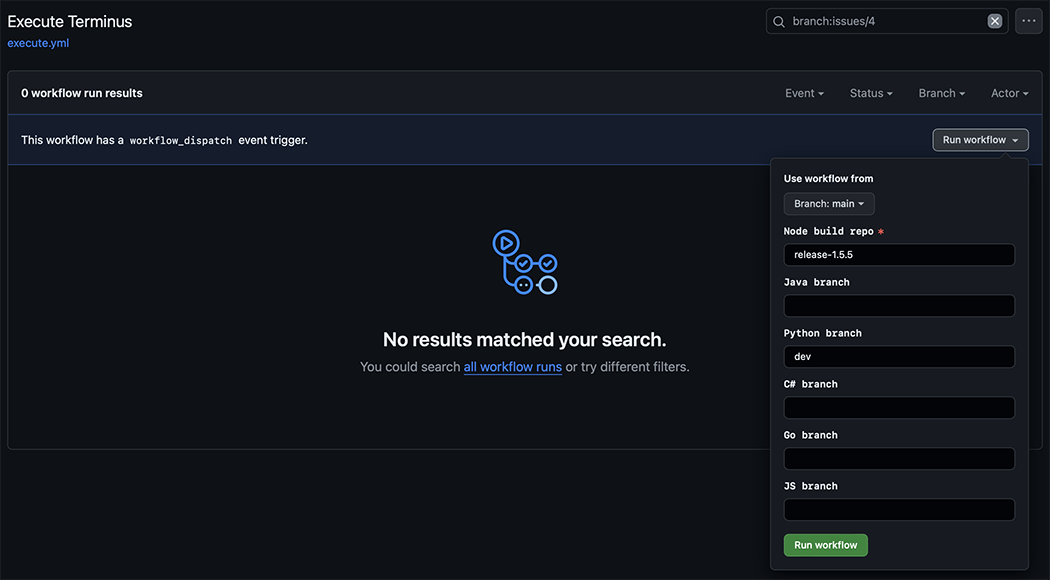 Execute Terminus
execute.yml
branch:issues/4
0 workflow run results
Event
Status
Branch
Actor
This workflow has a workflow_dispatch event trigger.
Run workflow
No results matched your search.
You could search all workflow runs or try different filters.
Use workflow from
Branch: main
Node build repo *
release-1.5.5
Java branch
Python branch
dev
C# branch
Go branch
JS branch
Run workflow